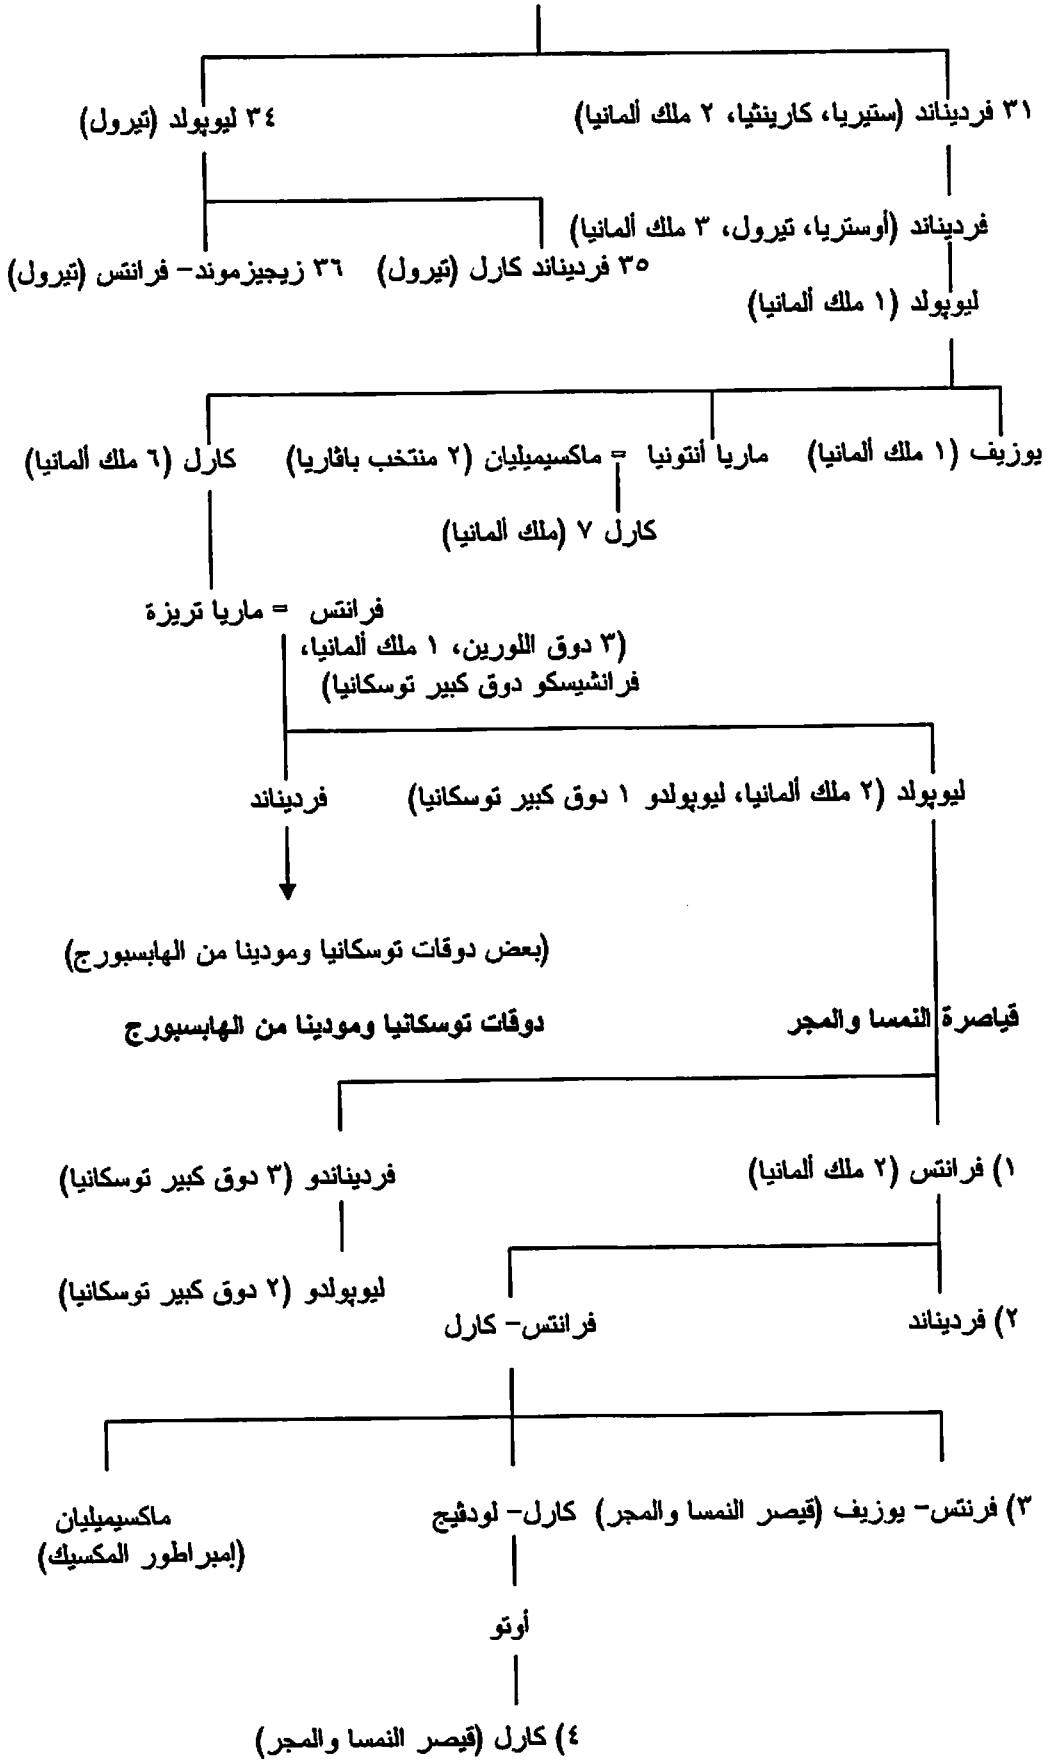 ٣١ فرديناند (ستيريا، كارينثيا، ٢ ملك ألمانيا)
٣٤ ليوپولد (تيرول)
فرديناند (أوستريا، تيرول، ٣ ملك ألمانيا)
٣٥ فرديناند كارل (تيرول)
٣٦ زيجيزموند- فرانتس (تيرول)
ليوپولد (١ ملك ألمانيا)
يوزيف (١ ملك ألمانيا)
ماريا أنتونيا = ماكسيميليان (٢ منتخب باڤاريا)
كارل (٦ ملك ألمانيا)
كارل ٧ (ملك ألمانيا)
فرانتس = ماريا تريزة
(٣ دوق اللورين، ١ ملك ألمانيا،
فرانشيسكو دوق كبير توسكانيا)
ليوپولد (٢ ملك ألمانيا، ليوپولدو ١ دوق كبير توسكانيا)
فرديناند
(بعض دوقات توسكانيا ومودينا من الهابسبورج)
قياصرة النمسا والمجر
دوقات توسكانيا ومودينا من الهابسبورج
١) فرانتس (٢ ملك ألمانيا)
فرديناندو (٣ دوق كبير توسكانيا)
ليوپولدو (٢ دوق كبير توسكانيا)
٢) فرديناند
فرانتس- كارل
٣) فرنتس- يوزيف (قيصر النمسا والمجر)
كارل- لودڤيج
ماكسيميليان
(إمبراطور المكسيك)
أوتو
٤) كارل (قيصر النمسا والمجر)